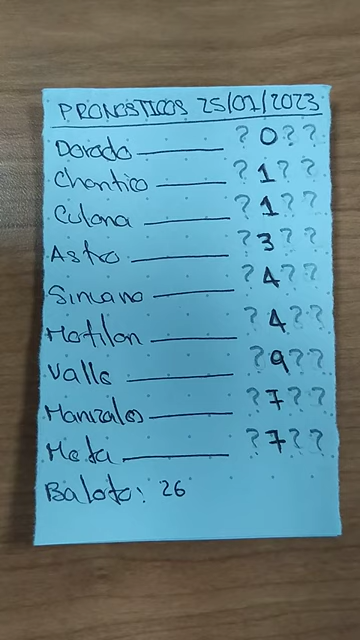 PRONOSTICOS 25/01/2023
Dorado ? 0 ? ?
Chontico ? 1 ? ?
Culona ? 1 ? ?
Astro ? 3 ? ?
Sinuano ? 4 ? ?
Motilon ? 4 ? ?
Valle ? 9 ? ?
Manizales ? 7 ? ?
Meta ? 7 ? ?
Baloto: 26